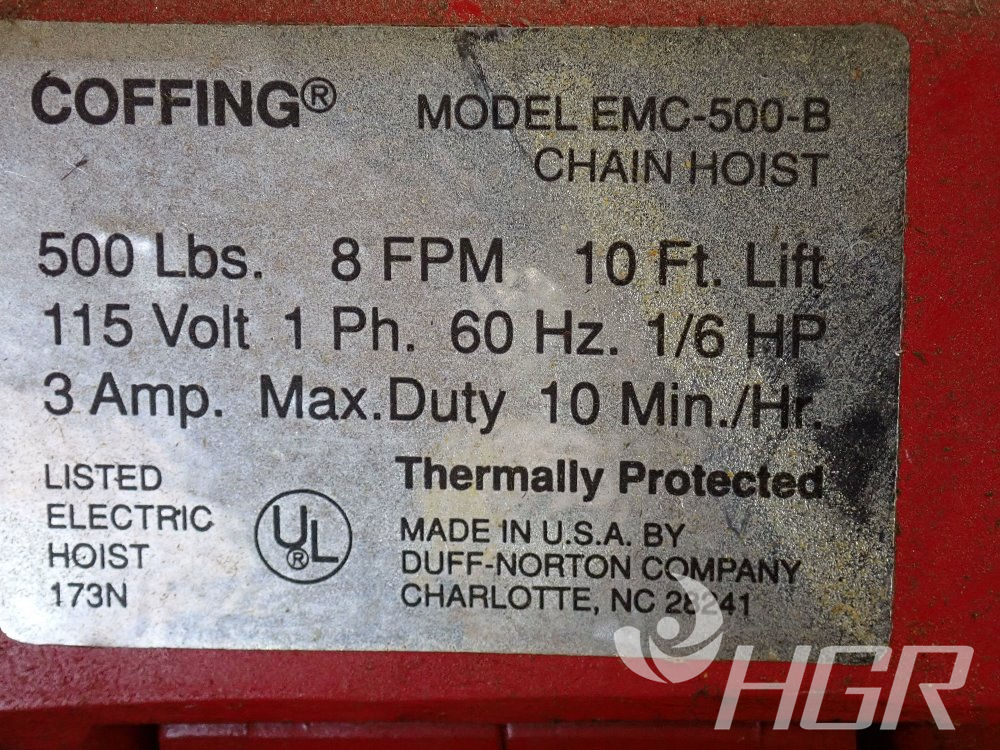 COFFING®
MODEL EMC-500-B
CHAIN HOIST
500 Lbs. 8 FPM 10 Ft. Lift
115 Volt 1 Ph. 60 Hz. 1/6 HP
3 Amp. Max.Duty 10 Min./Hr.
LISTED
ELECTRIC
HOIST
173N
UL®
Thermally Protected
MADE IN U.S.A. BY
DUFF-NORTON COMPANY
CHARLOTTE, NC 28241
HGR